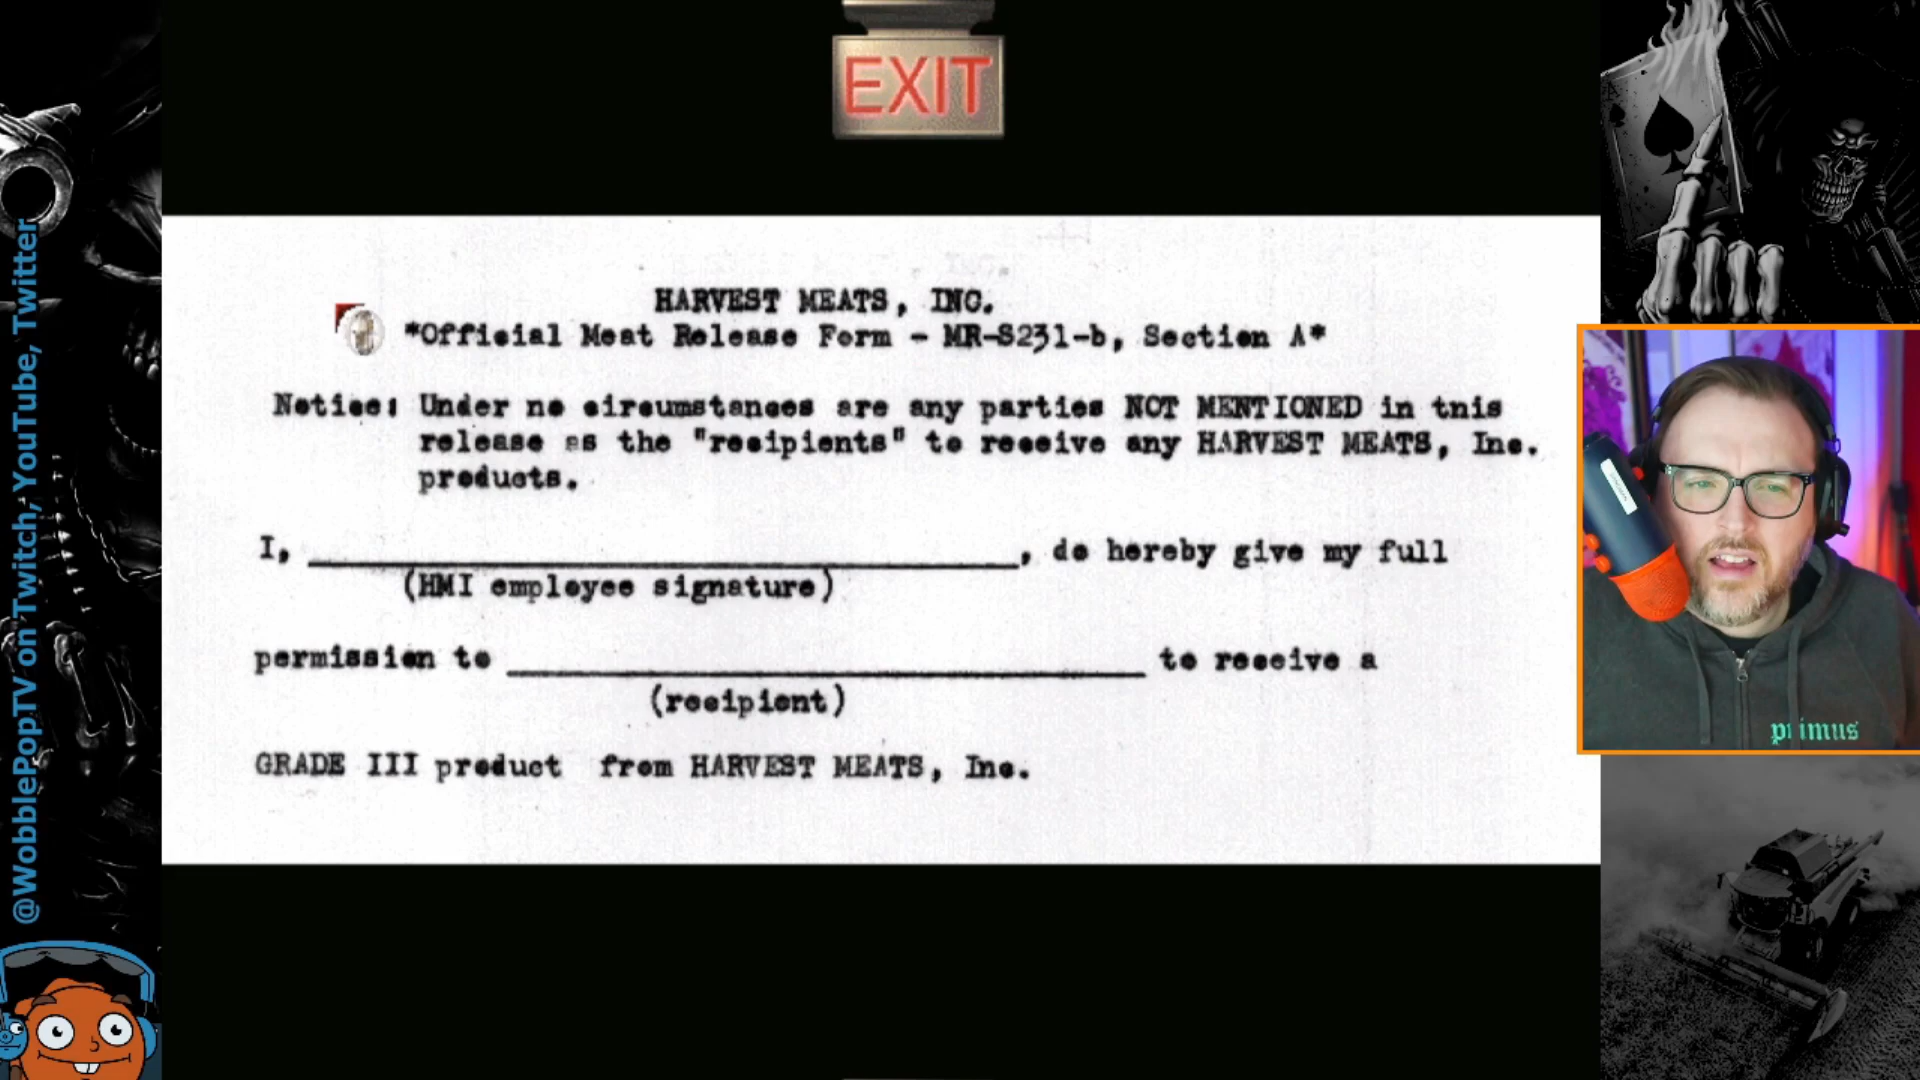 EXIT
HARVEST MEATS, INC.
*Official Meat Release Form - MR-S231-b, Section A*
Notice: Under no circumstances are any parties NOT MENTIONED in tnis
release as the "recipients" to receive any HARVEST MEATS, Inc.
products.
I, ____________________, do hereby give my full
(HMI employee signature)
permission to ____________________ to receive a
(recipient)
GRADE III product from HARVEST MEATS, Inc.
@WobblePopTV on Twitch, YouTube, Twitter
primus
A